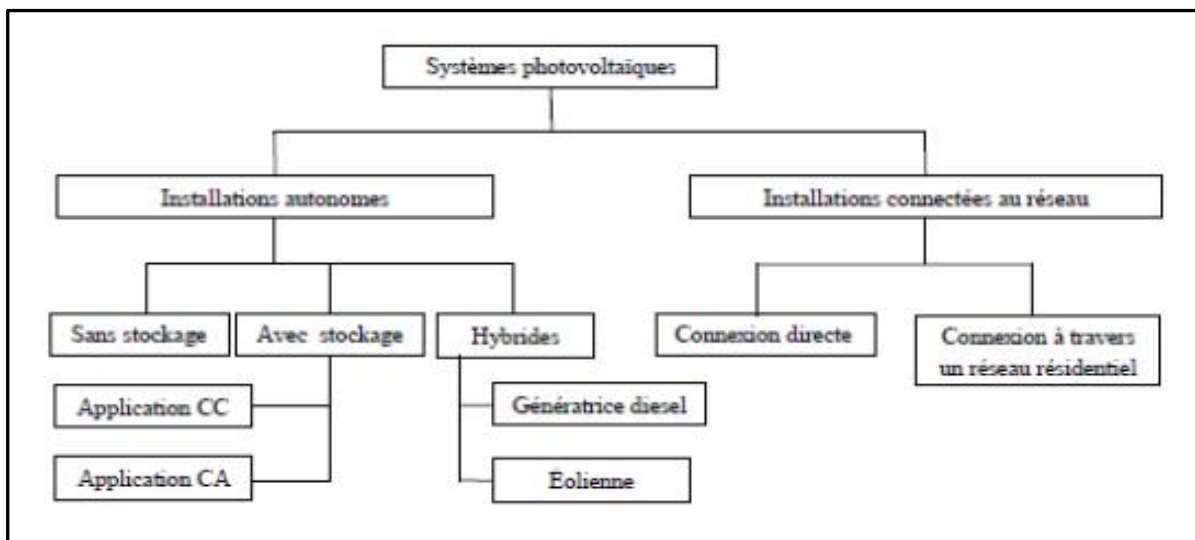 Systèmes photovoltaïques
Installations autonomes
Installations connectées au réseau
Sans stockage
Avec stockage
Hybrides
Connexion directe
Connexion à travers
un réseau résidentiel
Application CC
Génératrice diesel
Application CA
Éolienne